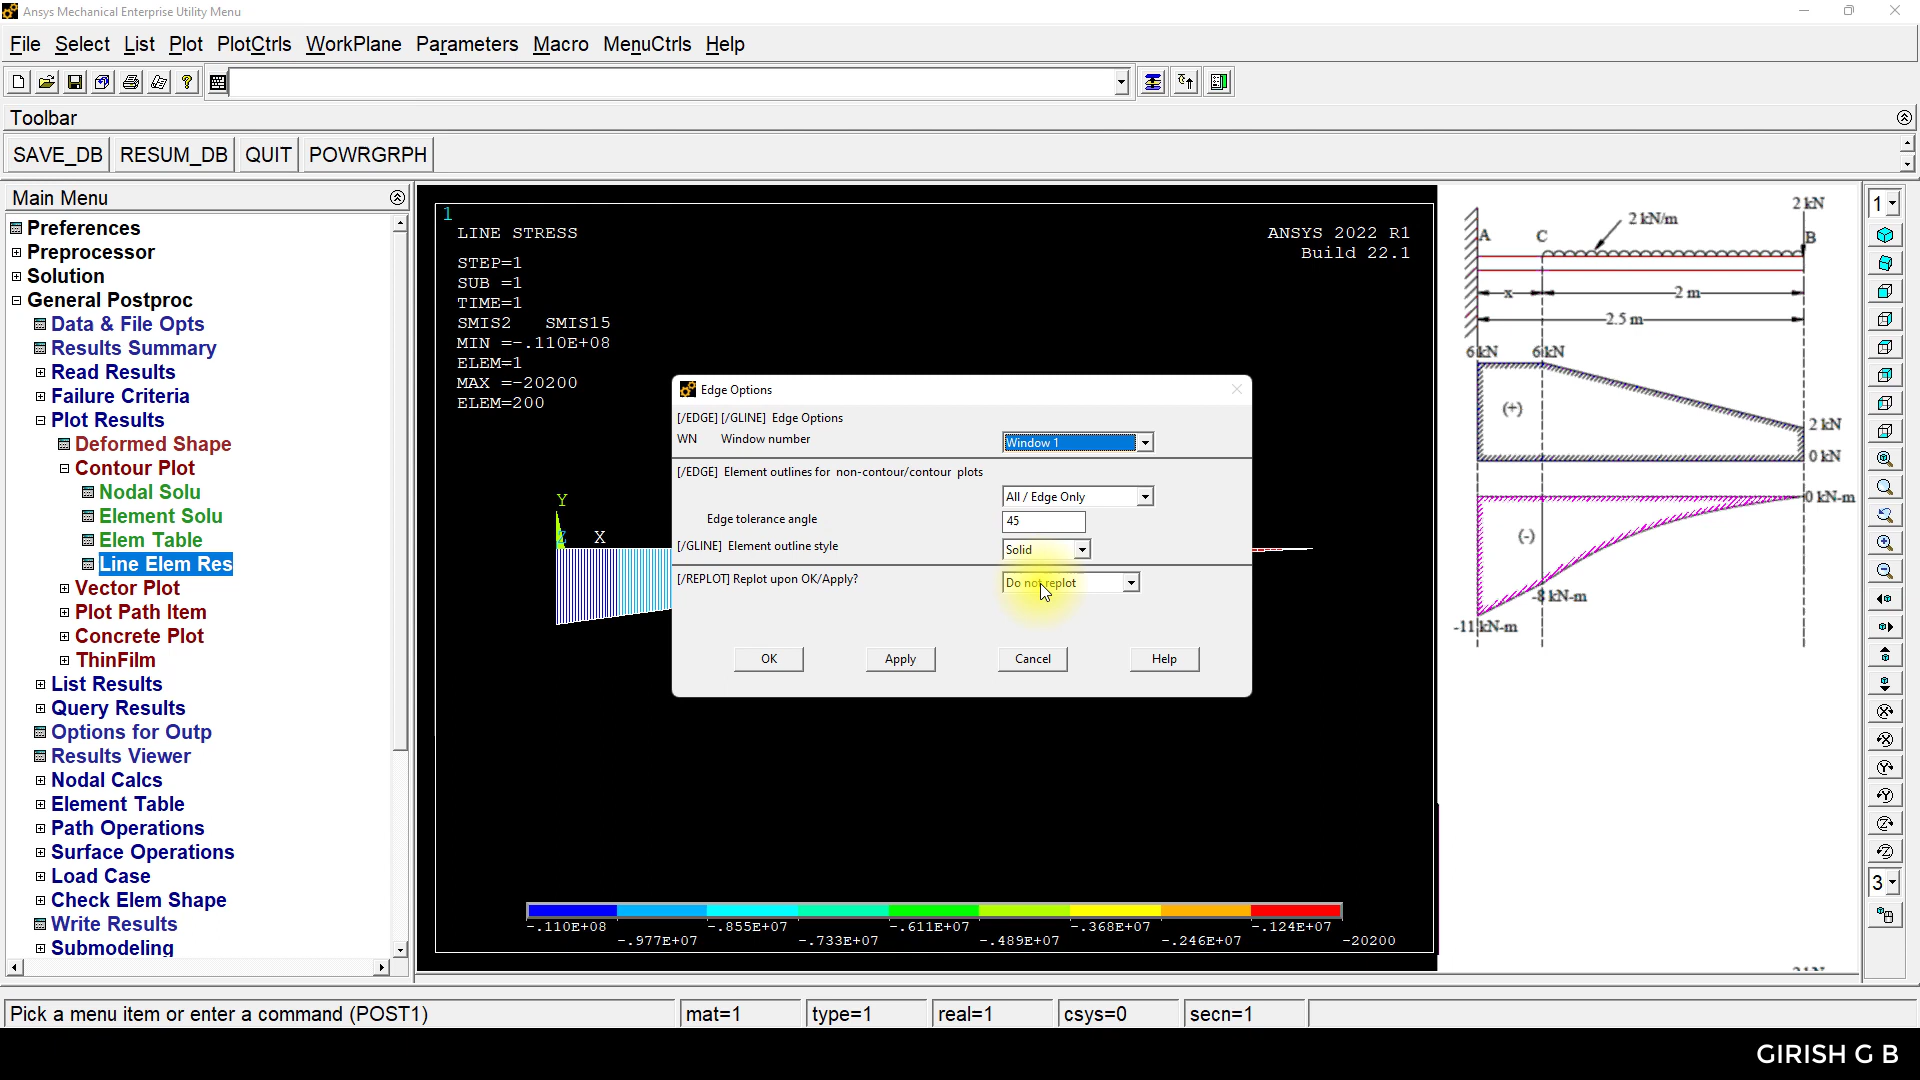 Ansys Mechanical Enterprise Utility Menu
File Select List Plot PlotCtrls WorkPlane Parameters Macro MenuCtrls Help
Toolbar
SAVE_DB RESUM_DB QUIT POWRGRPH
Main Menu
Preferences
Preprocessor
Solution
General Postproc
Data & File Opts
Results Summary
Read Results
Failure Criteria
Plot Results
Deformed Shape
Contour Plot
Nodal Solu
Element Solu
Elem Table
Line Elem Res
Vector Plot
Plot Path Item
Concrete Plot
ThinFilm
List Results
Query Results
Options for Outp
Results Viewer
Nodal Calcs
Element Table
Path Operations
Surface Operations
Load Case
Check Elem Shape
Write Results
Submodeling
1
LINE STRESS
STEP=1
SUB =1
TIME=1
SMIS2 SMIS15
MIN =-.110E+08
ELEM=1
MAX =-20200
ELEM=200
ANSYS 2022 R1
Build 22.1
Y
Z X
Edge Options
[/EDGE] [/GLINE] Edge Options
WN Window number Window 1
[/EDGE] Element outlines for non-contour/contour plots
All / Edge Only
Edge tolerance angle 45
[/GLINE] Element outline style Solid
[/REPLOT] Replot upon OK/Apply? Do not replot
OK Apply Cancel Help
-.110E+08 -.855E+07 -.611E+07 -.368E+07 -.124E+07
-.977E+07 -.733E+07 -.489E+07 -.246E+07 -20200
2 kN
2 kN/m
A C B
x 2 m
2.5 m
6 kN 6 kN
(+)
2 kN
0 kN
0 kN-m
(-)
-8 kN-m
-11 kN-m
1
3
Pick a menu item or enter a command (POST1) mat=1 type=1 real=1 csys=0 secn=1
GIRISH G B